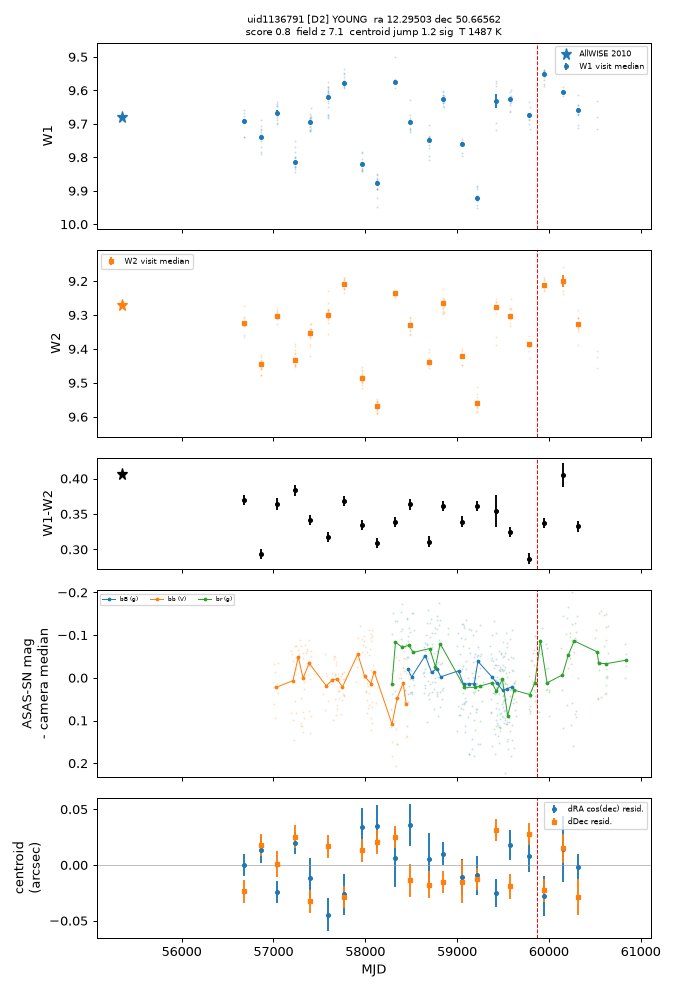 uid1136791 [D2] YOUNG ra 12.29503 dec 50.66562
score 0.8 field z 7.1 centroid jump 1.2 sig T 1487 K
9.5
9.6
9.7
9.8
9.9
10.0
W1
AllWISE 2010
W1 visit median
9.2
9.3
9.4
9.5
9.6
W2
W2 visit median
0.40
0.35
0.30
W1-W2
−0.2
−0.1
0.0
0.1
0.2
ASAS-SN mag
- camera median
bB (g)
bb (V)
br (g)
0.05
0.00
−0.05
centroid
(arcsec)
dRA cos(dec) resid.
dDec resid.
56000
57000
58000
59000
60000
61000
MJD